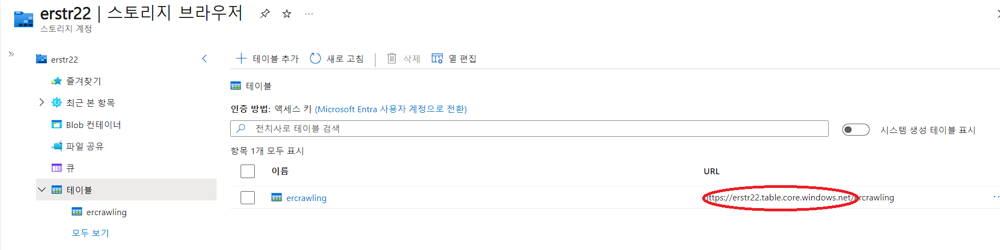 erstr22 | 스토리지 브라우저 ...
스토리지 계정
erstr22
즐겨찾기
최근 본 항목
Blob 컨테이너
파일 공유
큐
테이블
ercrawling
모두 보기
테이블 추가 새로 고침 삭제 열 편집
테이블
인증 방법: 액세스 키 (Microsoft Entra 사용자 계정으로 전환)
전치사로 테이블 검색 시스템 생성 테이블 표시
항목 1개 모두 표시
이름 URL
ercrawling https://erstr22.table.core.windows.net/ercrawling